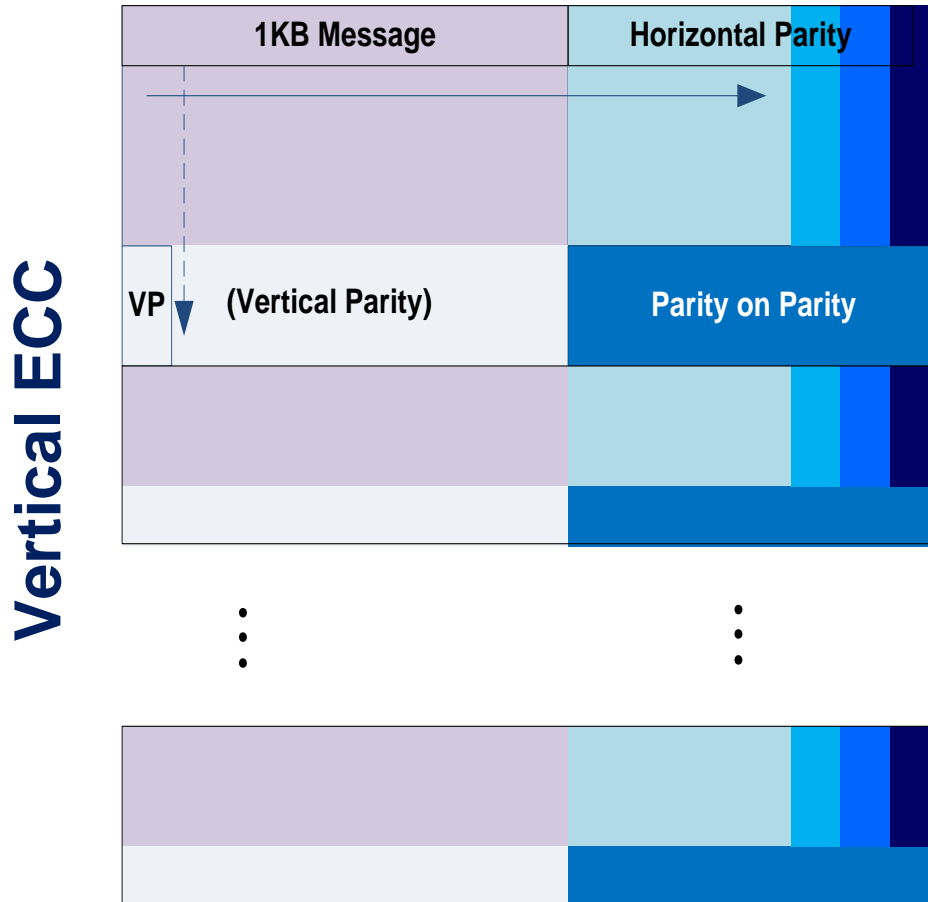 1KB Message
Horizontal Parity
VP
(Vertical Parity)
Parity on Parity
Vertical ECC